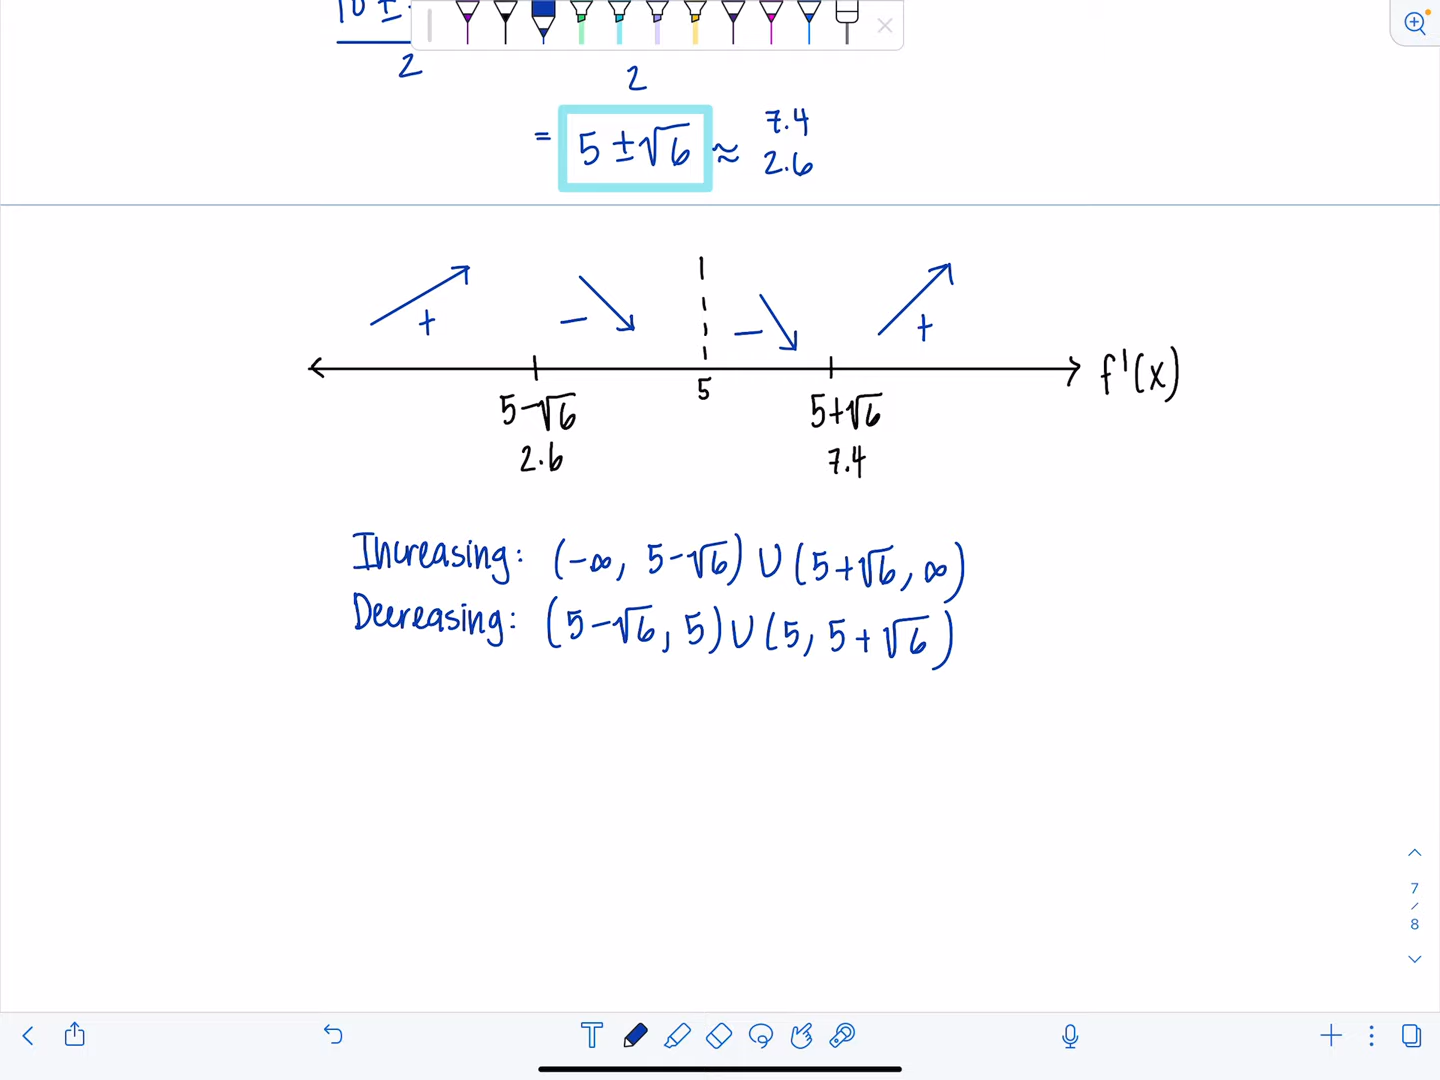 10 ±
2
2
= 5 ± √6 ≈ 7.4
2.6
+ − − + 
5 f'(x)
5-√6 5+√6
2.6 7.4
Increasing: (-∞, 5-√6) ∪ (5+√6, ∞)
Decreasing: (5-√6, 5) ∪ (5, 5+√6)
7
/
8
T